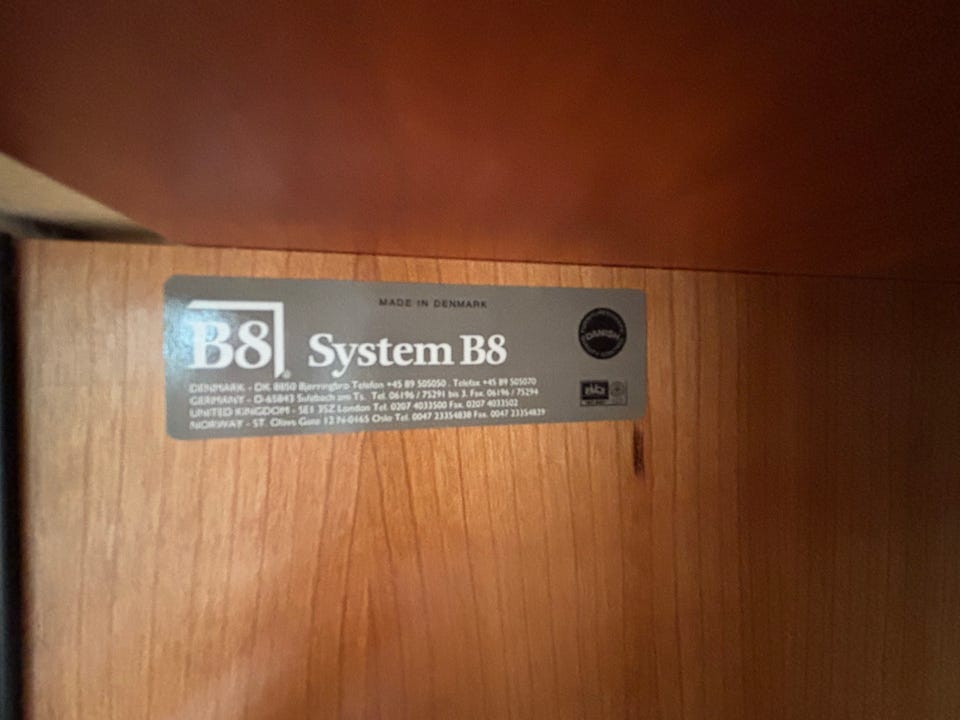 MADE IN DENMARK
B8
System B8
DANISH
DENMARK - DK 8850 Bjerringbro Telefon +45 89 505050 . Telefax +45 89 505070
GERMANY - D-65843 Sulzbach am Ts. Tel. 06196 / 75291 bis 3. Fax. 06196 / 75294
UNITED KINGDOM - SE1 3SZ London Tel. 0207 4033500 Fax. 0207 4033502
NORWAY - ST. Olavs Gate 12 N-0165 Oslo Tel. 0047 23354838 Fax. 0047 23354839